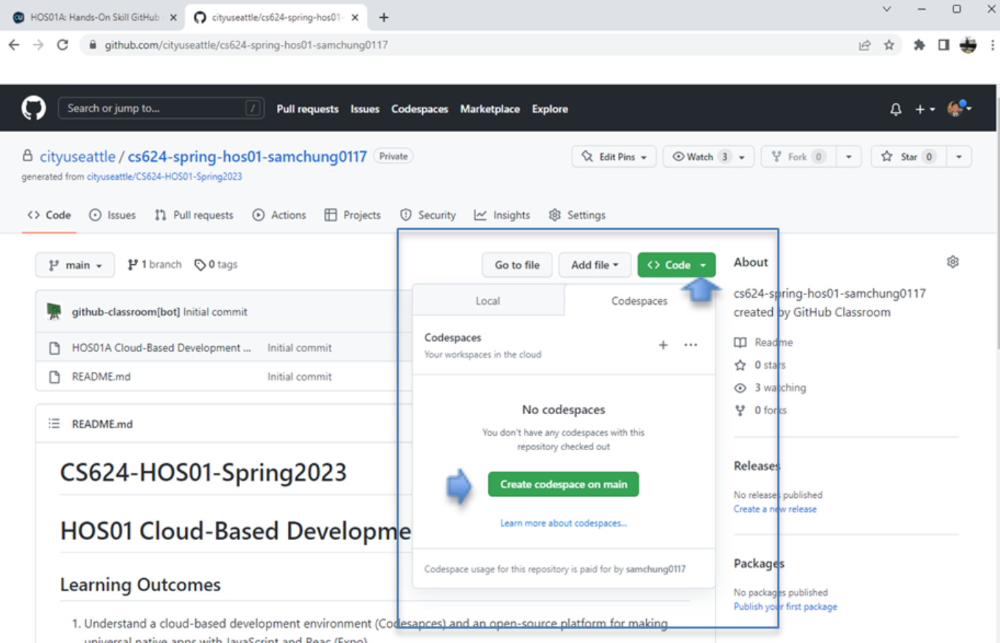 HOS01A: Hands-On Skill GitHub
cityuseattle/cs624-spring-hos01-
github.com/cityuseattle/cs624-spring-hos01-samchung0117
Search or jump to... /
Pull requests Issues Codespaces Marketplace Explore
cityuseattle / cs624-spring-hos01-samchung0117 Private
Edit Pins Watch 3 Fork 0 Star 0
generated from cityuseattle/CS624-HOS01-Spring2023
<> Code Issues Pull requests Actions Projects Security Insights Settings
main 1 branch 0 tags
Go to file Add file <> Code
github-classroom[bot] Initial commit
HOS01A Cloud-Based Development ... Initial commit
README.md Initial commit
README.md
CS624-HOS01-Spring2023
HOS01 Cloud-Based Developme
Learning Outcomes
1. Understand a cloud-based development environment (Codesapces) and an open-source platform for making
universal native apps with JavaScript and Reac (Expo)
Local Codespaces
Codespaces
Your workspaces in the cloud
No codespaces
You don't have any codespaces with this
repository checked out
Create codespace on main
Learn more about codespaces...
Codespace usage for this repository is paid for by samchung0117
About
cs624-spring-hos01-samchung0117
created by GitHub Classroom
Readme
0 stars
3 watching
0 forks
Releases
No releases published
Create a new release
Packages
No packages published
Publish your first package